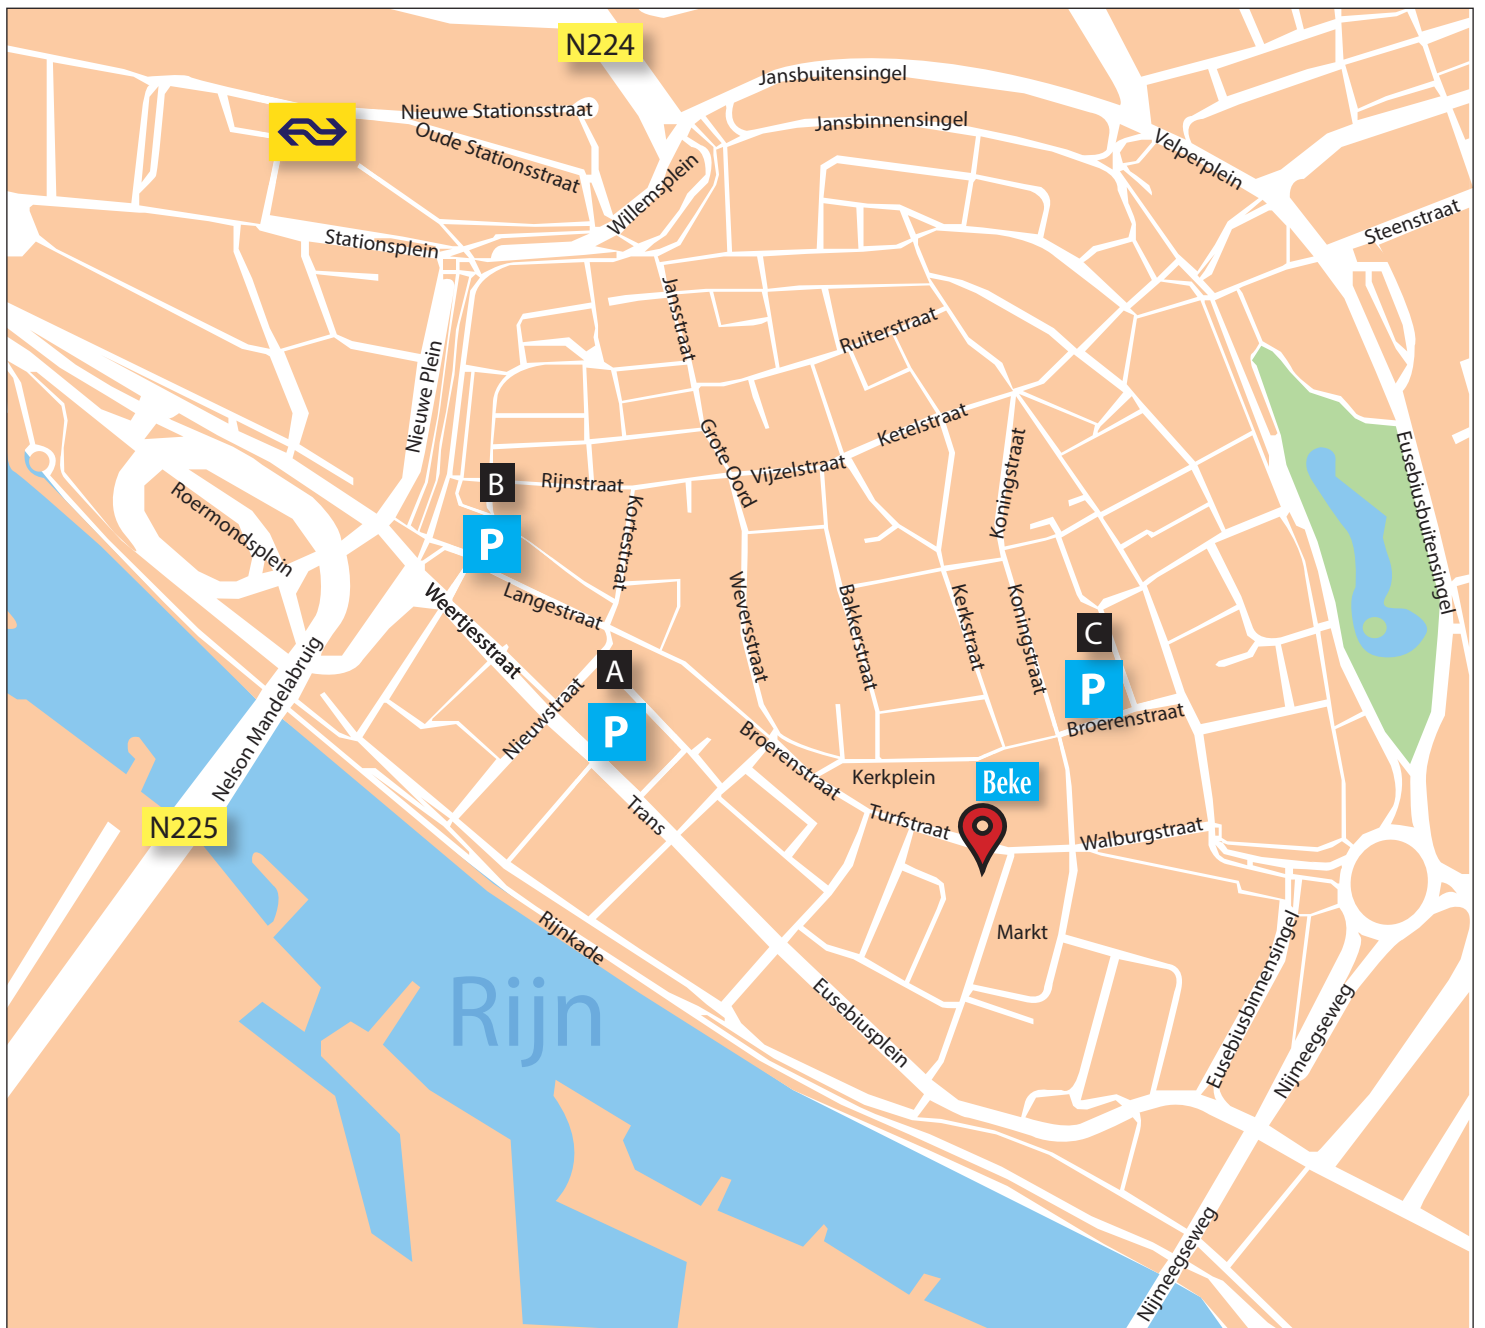 N224
Jansbuitensingel
Nieuwe Stationsstraat
Jansbinnensingel
Oude Stationsstraat
Velperplein
Willemsplein
Steenstraat
Stationsplein
Jansstraat
Ruiterstraat
Nieuwe Plein
Ketelstraat
Grote Oord
Koningstraat
Eusebiusbuitensingel
Vijzelstraat
B
Rijnstraat
Kortestraat
Roermondsplein
P
Langestraat
Weertjesstraat
Weversstraat
Bakkerstraat
Kerkstraat
Koningstraat
C
P
Nelson Mandelabruig
A
P
Nieuwstraat
Broerenstraat
Broerenstraat
Kerkplein
Beke
N225
Trans
Turfstraat
Walburgstraat
Rijnkade
Markt
Rijn
Eusebiusplein
Eusebiusbinnensingel
Nijmeegseweg
Nijmeegseweg